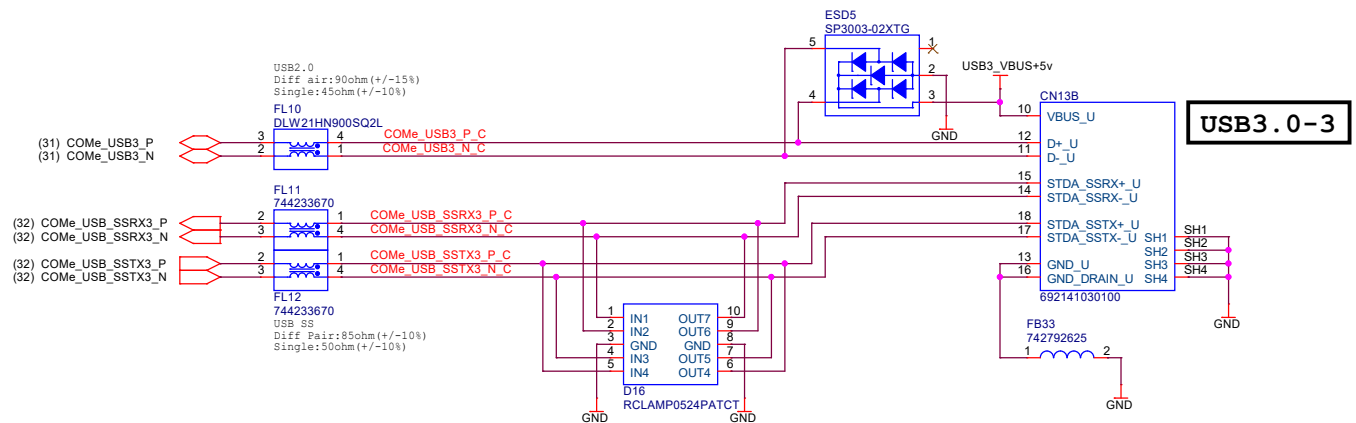 ESD5
SP3003-02XTG
5
1
2
4
3
GND
USB3_VBUS+5v
USB3.0-3
USB2.0
Diff air:90ohm(+/-15%)
Single:45ohm(+/-10%)
FL10
DLW21HN900SQ2L
(31) COMe_USB3_P
3
4
COMe_USB3_P_C
(31) COMe_USB3_N
2
1
COMe_USB3_N_C
CN13B
10
VBUS_U
12
D+_U
11
D-_U
15
STDA_SSRX+_U
14
STDA_SSRX-_U
18
STDA_SSTX+_U
17
STDA_SSTX-_U
13
GND_U
16
GND_DRAIN_U
SH1
SH1
SH2
SH2
SH3
SH3
SH4
SH4
692141030100
GND
FL11
744233670
(32) COMe_USB_SSRX3_P
2
1
COMe_USB_SSRX3_P_C
(32) COMe_USB_SSRX3_N
3
4
COMe_USB_SSRX3_N_C
(32) COMe_USB_SSTX3_P
2
1
COMe_USB_SSTX3_P_C
(32) COMe_USB_SSTX3_N
3
4
COMe_USB_SSTX3_N_C
FL12
744233670
USB SS
Diff Pair:85ohm(+/-10%)
Single:50ohm(+/-10%)
1
IN1
OUT7
10
2
IN2
OUT6
9
3
GND
GND
8
4
IN3
OUT5
7
5
IN4
OUT4
6
D16
RCLAMP0524PATCT
GND
GND
FB33
742792625
1
2
GND